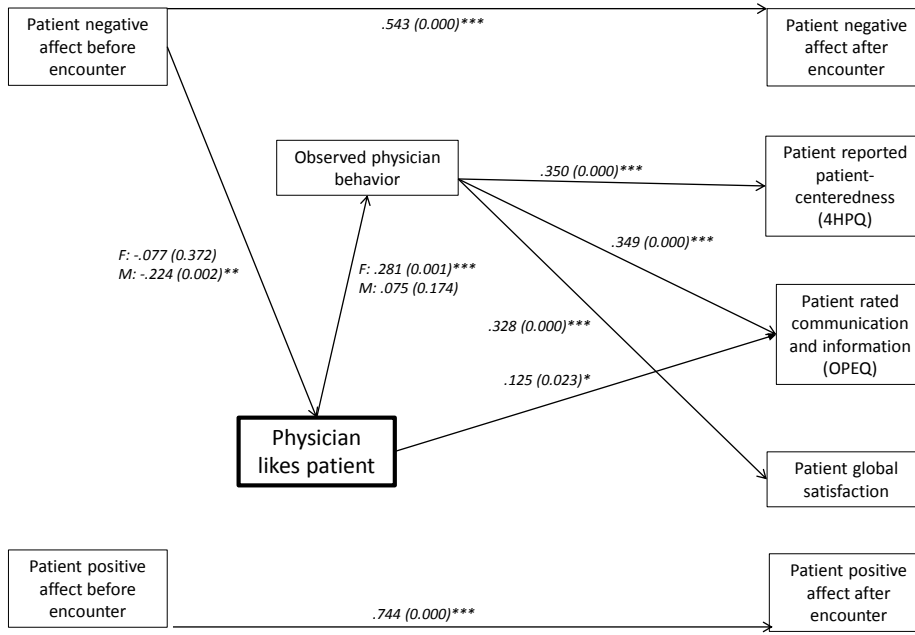 Patient negative
affect before
encounter
.543 (0.000)***
Patient negative
affect after
encounter
Observed physician
behavior
.350 (0.000)***
Patient reported
patient-
centeredness
(4HPQ)
F: -.077 (0.372)
M: -.224 (0.002)**
F: .281 (0.001)***
M: .075 (0.174)
.349 (0.000)***
.328 (0.000)***
Patient rated
communication
and information
(OPEQ)
.125 (0.023)*
Physician
likes patient
Patient global
satisfaction
Patient positive
affect before
encounter
.744 (0.000)***
Patient positive
affect after
encounter